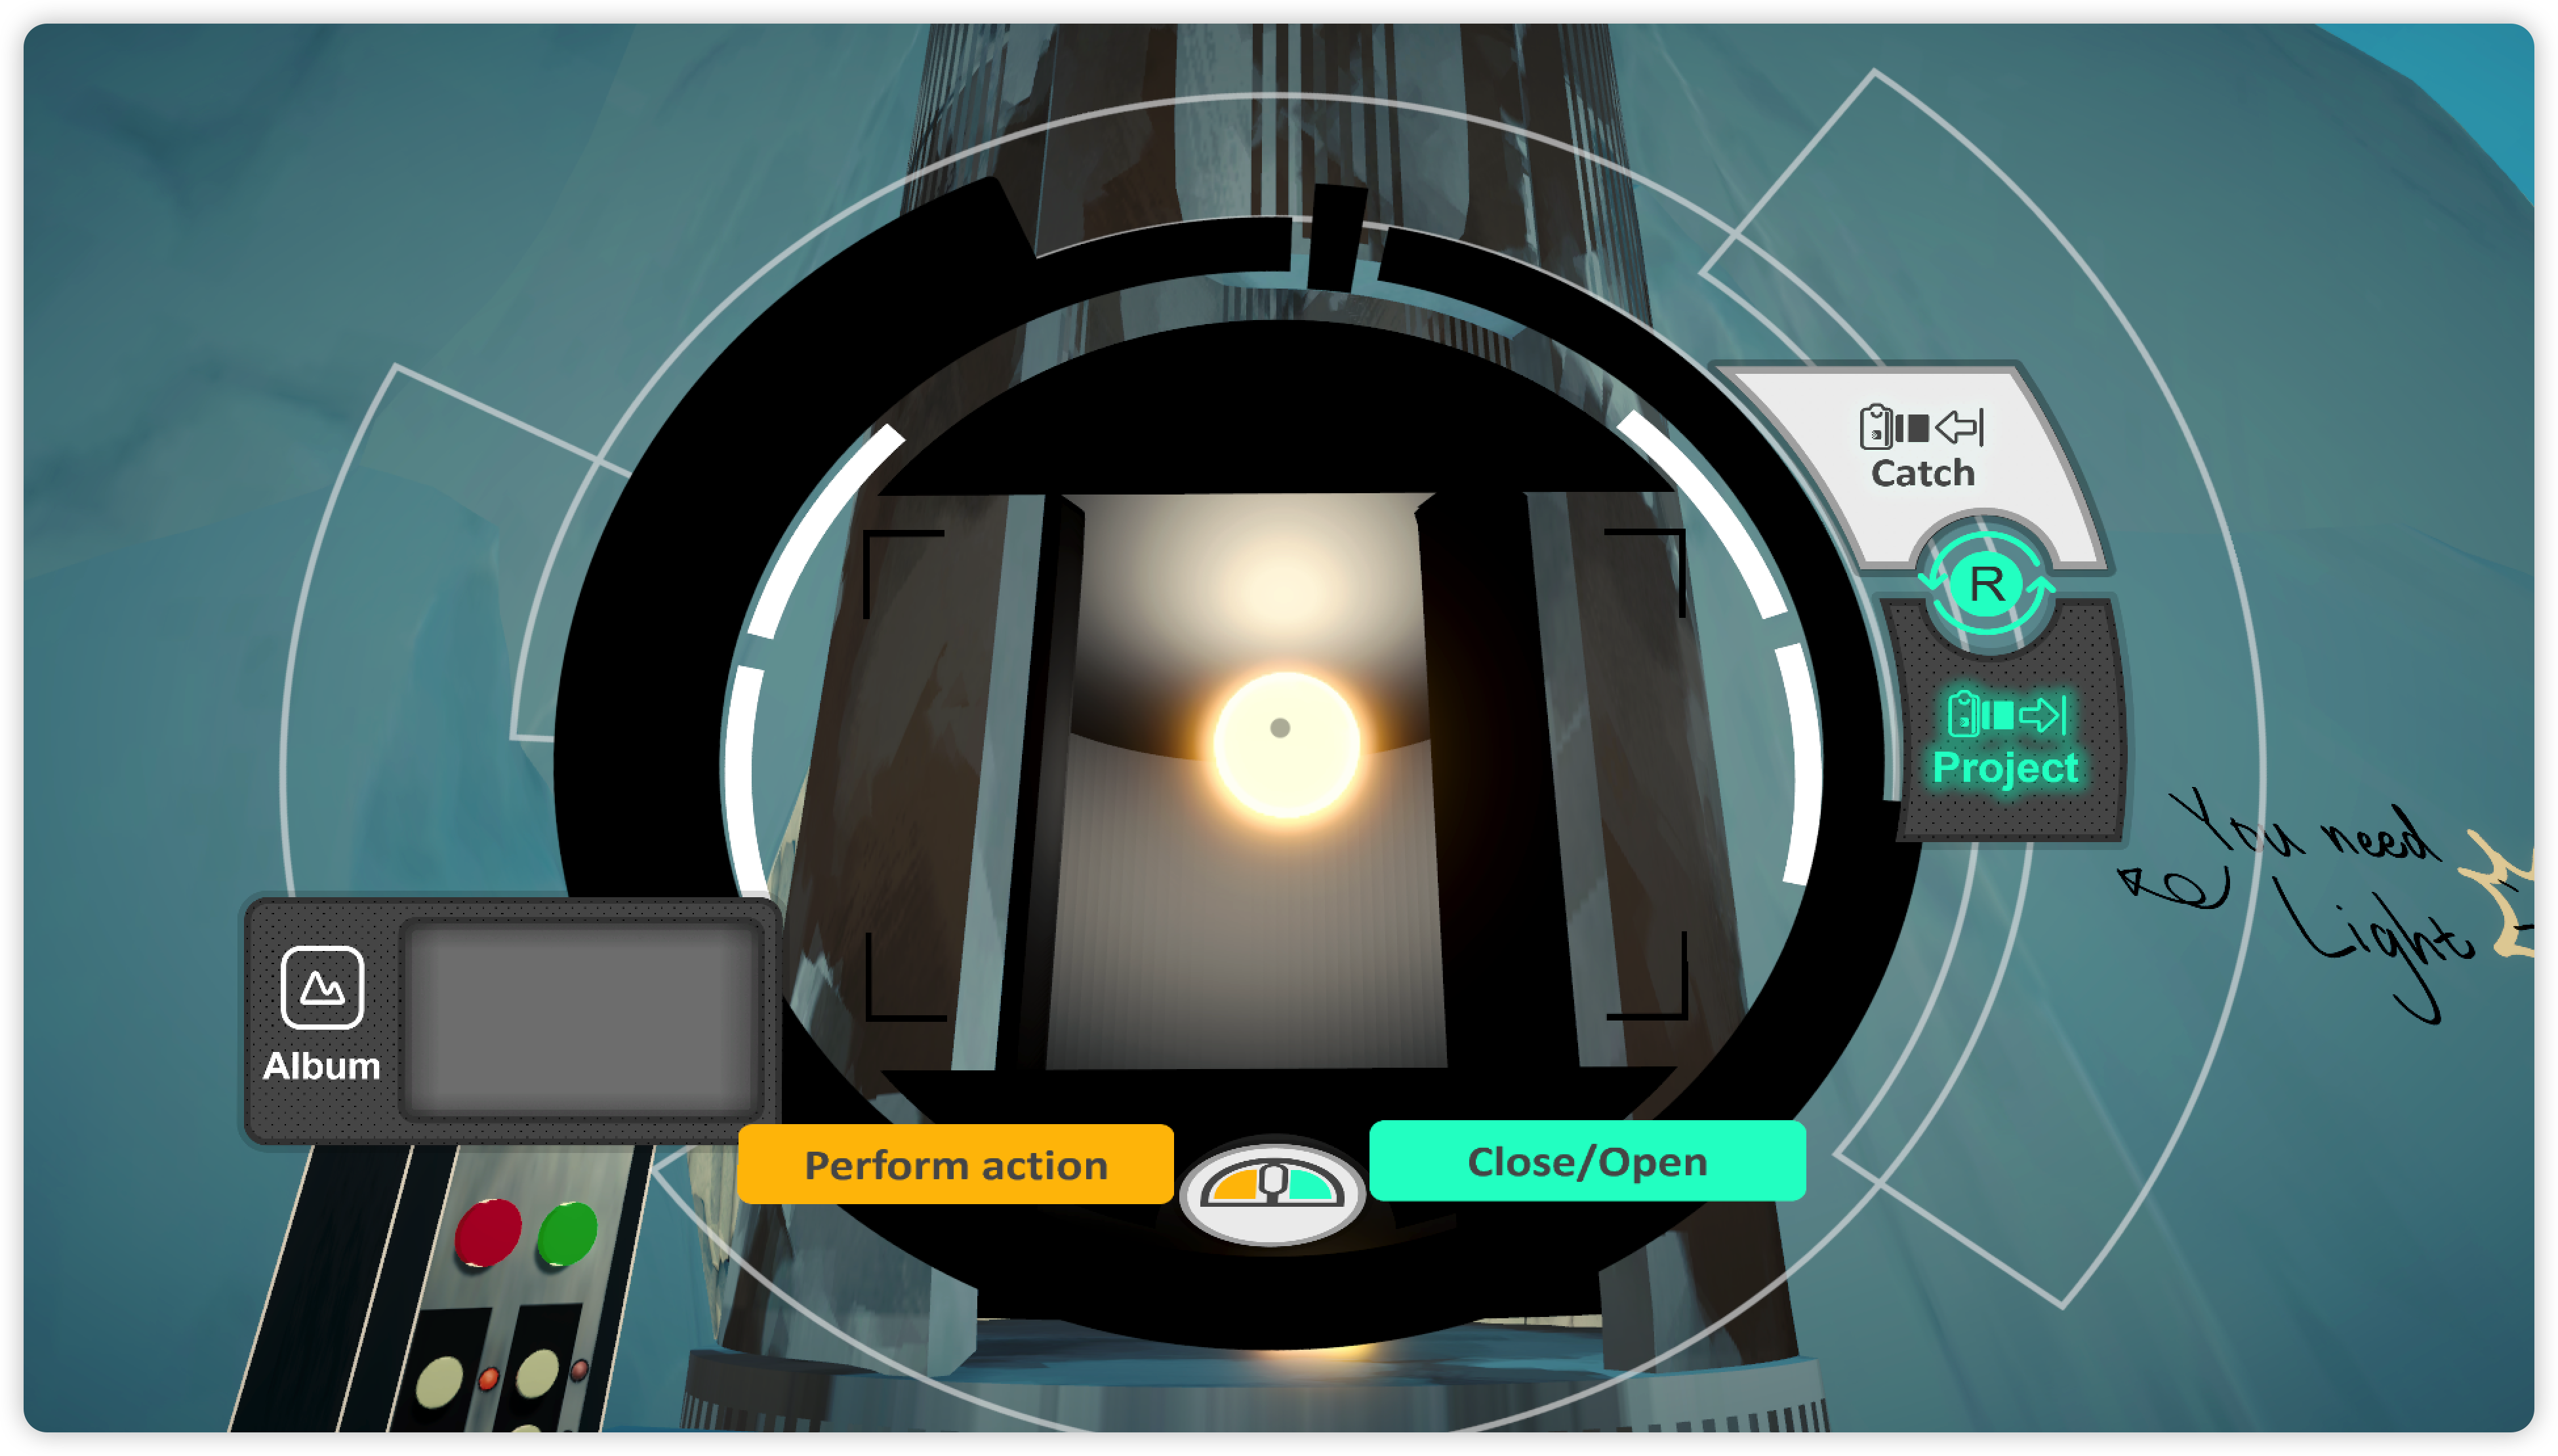 Catch
R
Project
You need
Light
Album
Perform action
Close/Open